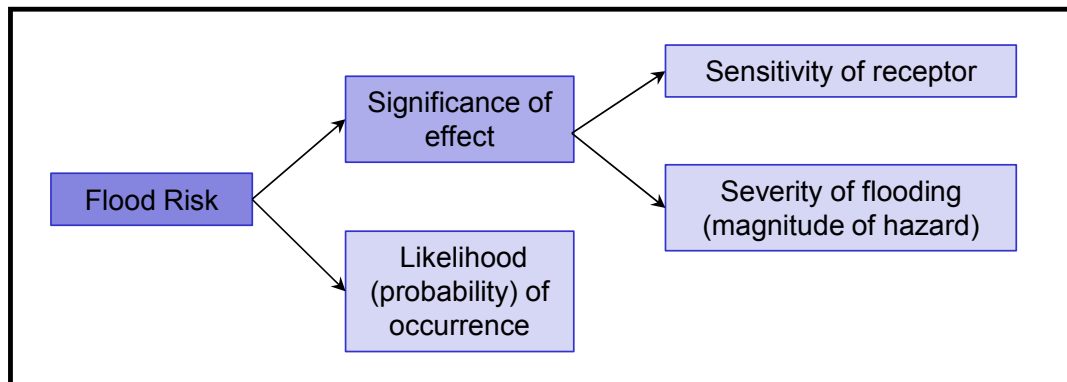 Flood Risk
Significance of
effect
Likelihood
(probability) of
occurrence
Sensitivity of receptor
Severity of flooding
(magnitude of hazard)